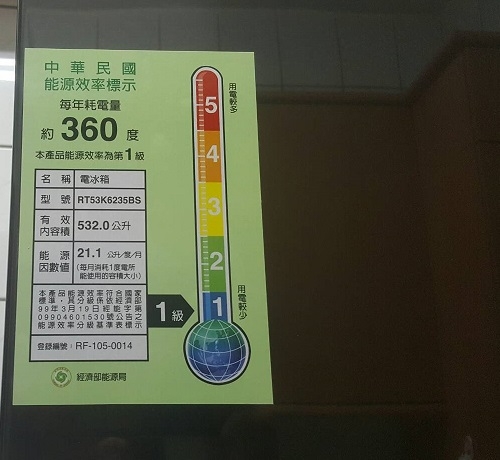 中華民國
能源效率標示
每年耗電量
約 360 度
本產品能源效率為第1級
名稱 電冰箱
型號 RT53K6235BS
有效內容積 532.0公升
能源因數值 21.1 公升/度/月
(每月消耗1度電所
能使用的容積大小)
本產品能源效率符合國家
標準，其分級係依經濟部
99年3月19日經能字第
09904601530號公告之
能源效率分級基準表標示
登錄編號：RF-105-0014
經濟部能源局
用電較多
5
4
3
2
用電較少
1
1級